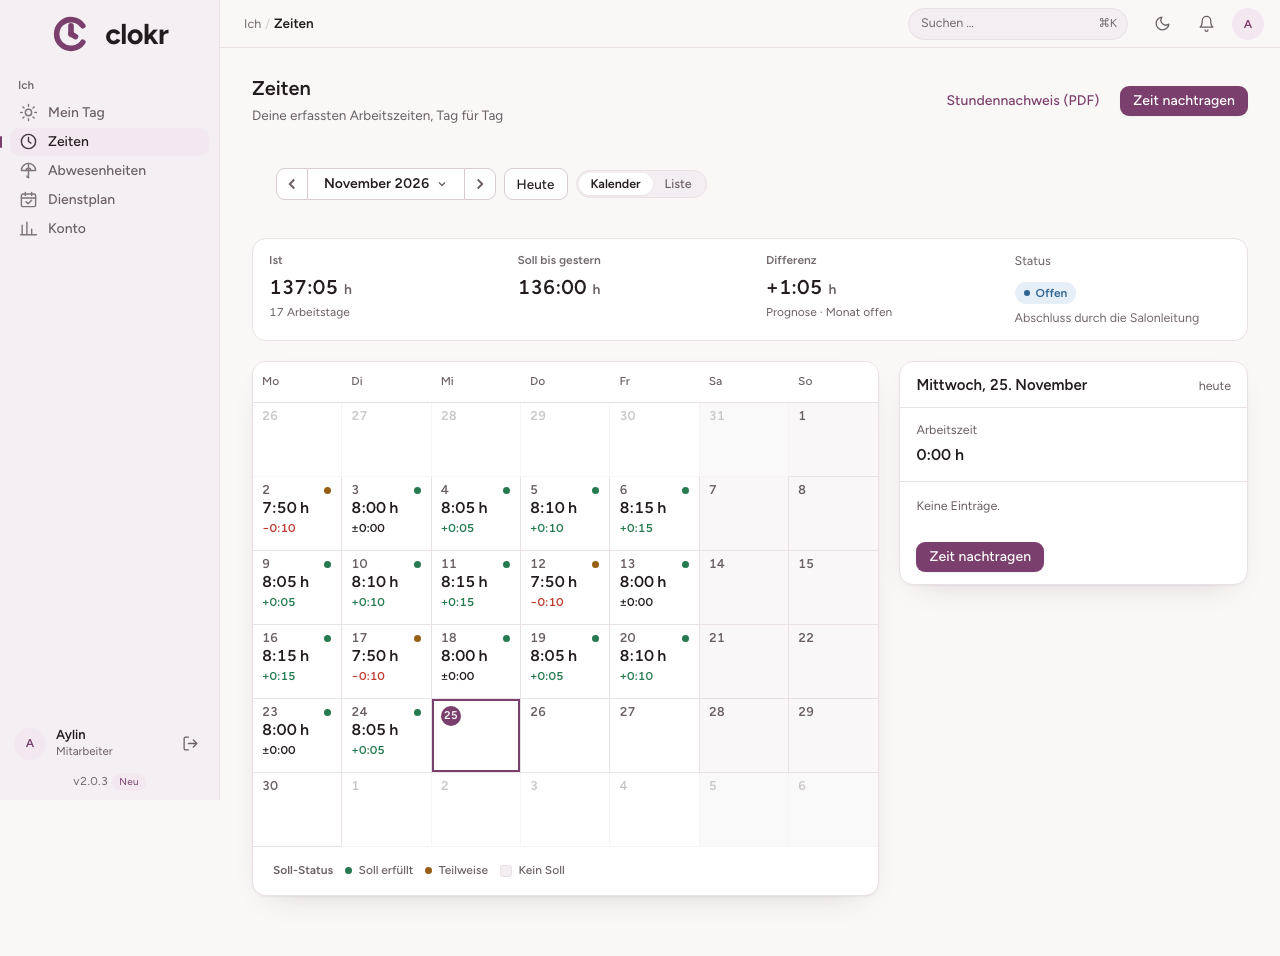 clokr
Ich / Zeiten
Suchen ... ⌘K
A
Ich
Mein Tag
Zeiten
Abwesenheiten
Dienstplan
Konto
Zeiten
Deine erfassten Arbeitszeiten, Tag für Tag
Stundennachweis (PDF)
Zeit nachtragen
November 2026
Heute
Kalender
Liste
Ist
137:05 h
17 Arbeitstage
Soll bis gestern
136:00 h
Differenz
+1:05 h
Prognose · Monat offen
Status
Offen
Abschluss durch die Salonleitung
Mo Di Mi Do Fr Sa So
26 27 28 29 30 31 1
2 3 4 5 6 7 8
7:50 h 8:00 h 8:05 h 8:10 h 8:15 h
−0:10 ±0:00 +0:05 +0:10 +0:15
9 10 11 12 13 14 15
8:05 h 8:10 h 8:15 h 7:50 h 8:00 h
+0:05 +0:10 +0:15 −0:10 ±0:00
16 17 18 19 20 21 22
8:15 h 7:50 h 8:00 h 8:05 h 8:10 h
+0:15 −0:10 ±0:00 +0:05 +0:10
23 24 25 26 27 28 29
8:00 h 8:05 h
±0:00 +0:05
30 1 2 3 4 5 6
Soll-Status Soll erfüllt Teilweise Kein Soll
Mittwoch, 25. November heute
Arbeitszeit
0:00 h
Keine Einträge.
Zeit nachtragen
A
Aylin
Mitarbeiter
v2.0.3 Neu